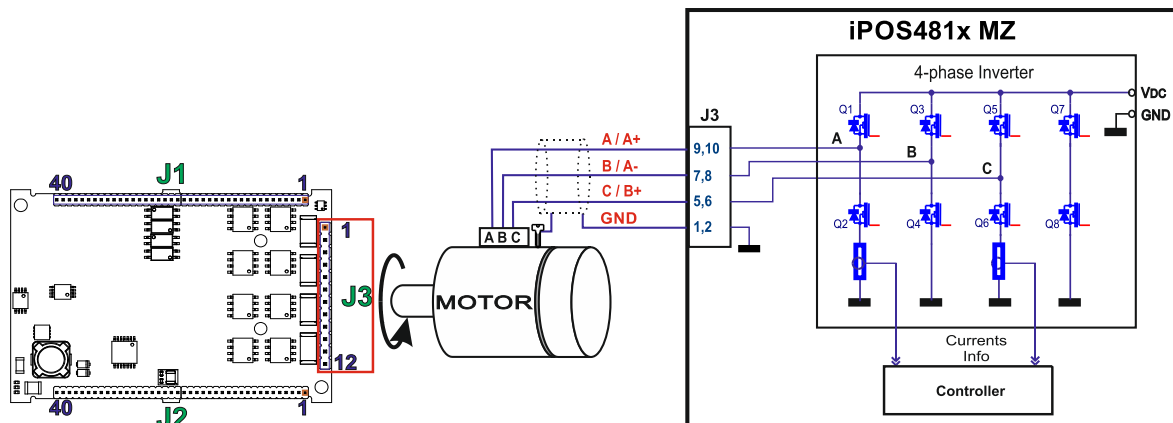 iPOS481x MZ
4-phase Inverter
Q1
Q3
Q5
Q7
VDC
GND
J3
A / A+
9,10
A
B / A-
7,8
B
C / B+
5,6
C
GND
1,2
Q2
Q4
Q6
Q8
Currents
Info
Controller
J1
40
1
1
J3
12
40
1
J2
A B C
MOTOR